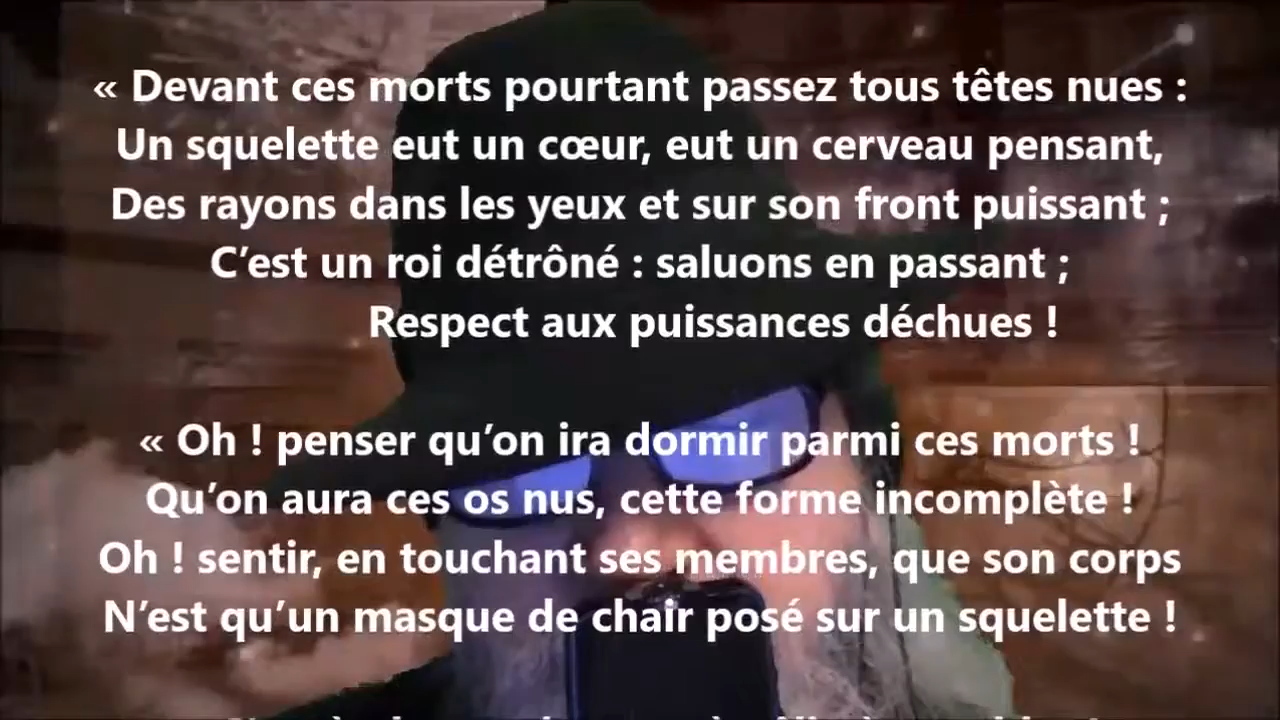 « Devant ces morts pourtant passez tous têtes nues :
Un squelette eut un cœur, eut un cerveau pensant,
Des rayons dans les yeux et sur son front puissant ;
C’est un roi détrôné : saluons en passant ;
Respect aux puissances déchues !
« Oh ! penser qu’on ira dormir parmi ces morts !
Qu’on aura ces os nus, cette forme incomplète !
Oh ! sentir, en touchant ses membres, que son corps
N’est qu’un masque de chair posé sur un squelette !